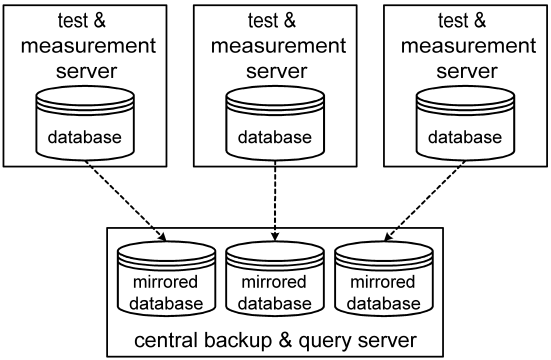 test &
measurement
server
database
test &
measurement
server
database
test &
measurement
server
database
mirrored
database
mirrored
database
mirrored
database
central backup & query server